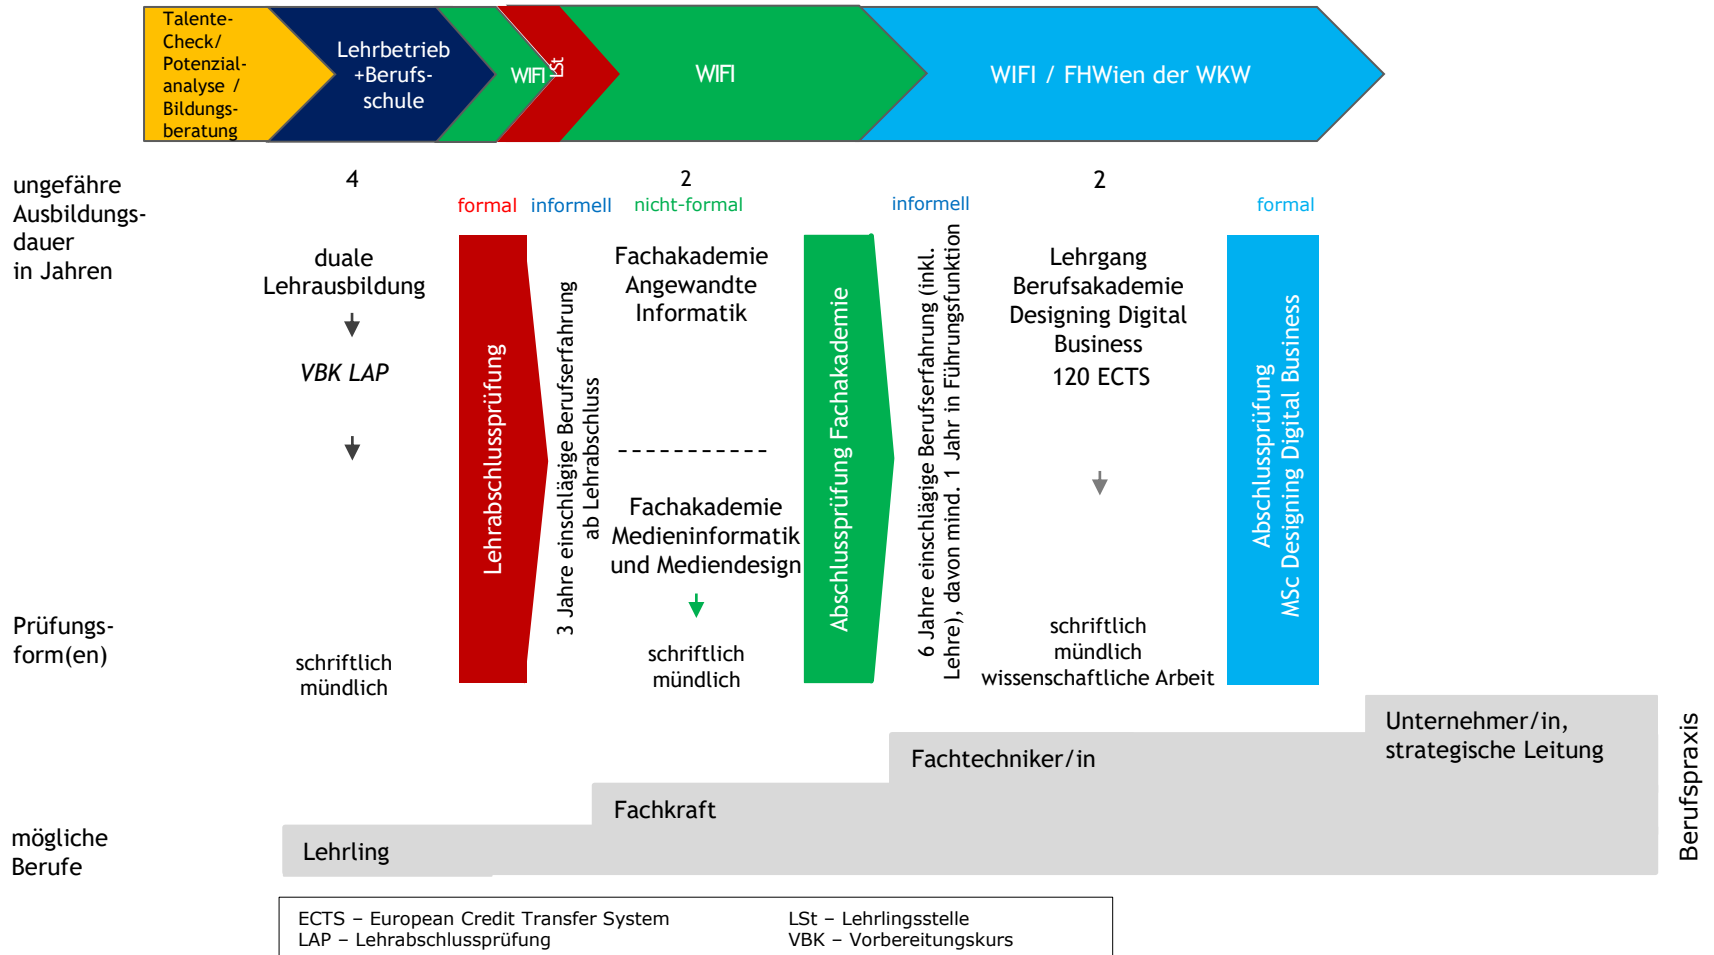 Talente-
Check/
Potenzial-
analyse /
Bildungs-
beratung
Lehrbetrieb
+Berufs-
schule
WIFI
LSt
WIFI
WIFI / FHWien der WKW
ungefähre
Ausbildungs-
dauer
in Jahren
4
2
2
formal
informell
nicht-formal
informell
formal
duale
Lehrausbildung
VBK LAP
schriftlich
mündlich
Lehrabschlussprüfung
3 Jahre einschlägige Berufserfahrung
ab Lehrabschluss
Fachakademie
Angewandte
Informatik
Fachakademie
Medieninformatik
und Mediendesign
schriftlich
mündlich
Abschlussprüfung Fachakademie
6 Jahre einschlägige Berufserfahrung (inkl.
Lehre), davon mind. 1 Jahr in Führungsfunktion
Lehrgang
Berufsakademie
Designing Digital
Business
120 ECTS
schriftlich
mündlich
wissenschaftliche Arbeit
Abschlussprüfung
MSc Designing Digital Business
Prüfungs-
form(en)
Unternehmer/in,
strategische Leitung
Fachtechniker/in
Fachkraft
Lehrling
mögliche
Berufe
Berufspraxis
ECTS – European Credit Transfer System
LAP – Lehrabschlussprüfung
LSt – Lehrlingsstelle
VBK – Vorbereitungskurs